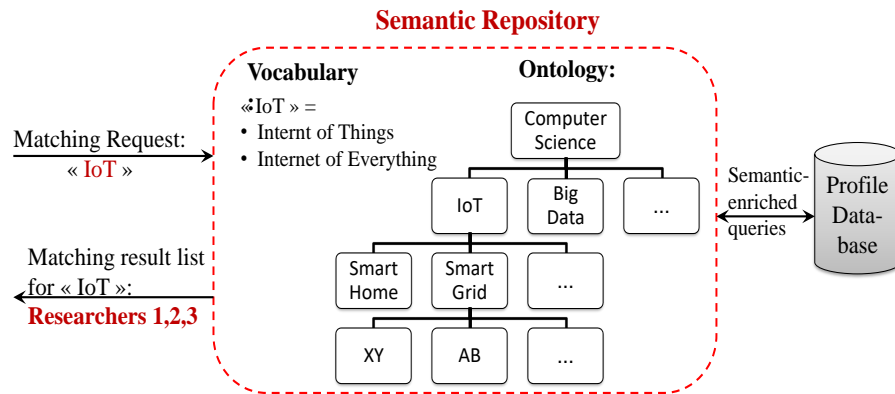 Semantic Repository
Vocabulary
« IoT » =
• Internt of Things
• Internet of Everything
Ontology:
Computer
Science
IoT
Big
Data
...
Smart
Home
Smart
Grid
...
XY
AB
...
Matching Request:
« IoT »
Matching result list
for « IoT »:
Researchers 1,2,3
Semantic-
enriched
queries
Profile
Data-
base